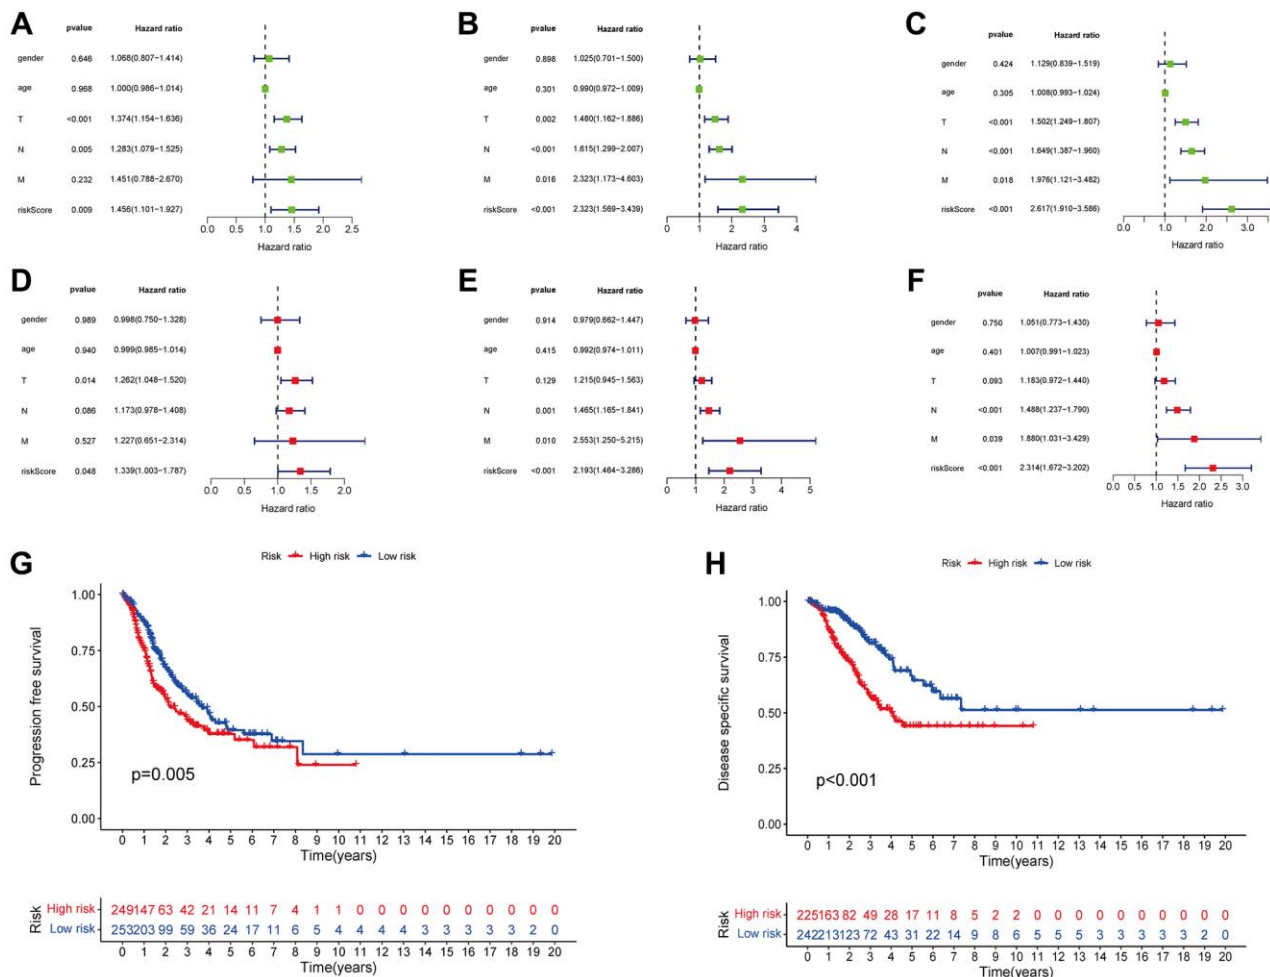 A
pvalue Hazard ratio
gender 0.646 1.068(0.807−1.414)
age 0.968 1.000(0.986−1.014)
T <0.001 1.374(1.154−1.636)
N 0.005 1.283(1.079−1.525)
M 0.232 1.451(0.788−2.670)
riskScore 0.009 1.456(1.101−1.927)
0.0 0.5 1.0 1.5 2.0 2.5
Hazard ratio
B
pvalue Hazard ratio
gender 0.898 1.025(0.701−1.500)
age 0.301 0.990(0.972−1.009)
T 0.002 1.480(1.162−1.886)
N <0.001 1.615(1.299−2.007)
M 0.016 2.323(1.173−4.603)
riskScore <0.001 2.323(1.569−3.439)
0 1 2 3 4
Hazard ratio
C
pvalue Hazard ratio
gender 0.424 1.129(0.839−1.519)
age 0.305 1.008(0.993−1.024)
T <0.001 1.502(1.249−1.807)
N <0.001 1.649(1.387−1.960)
M 0.018 1.976(1.121−3.482)
riskScore <0.001 2.617(1.910−3.586)
0.0 1.0 2.0 3.0
Hazard ratio
D
pvalue Hazard ratio
gender 0.989 0.998(0.750−1.328)
age 0.940 0.999(0.985−1.014)
T 0.014 1.262(1.048−1.520)
N 0.086 1.173(0.978−1.408)
M 0.527 1.227(0.651−2.314)
riskScore 0.048 1.339(1.003−1.787)
0.0 0.5 1.0 1.5 2.0
Hazard ratio
E
pvalue Hazard ratio
gender 0.914 0.979(0.662−1.447)
age 0.415 0.992(0.974−1.011)
T 0.129 1.215(0.945−1.563)
N 0.001 1.465(1.165−1.841)
M 0.010 2.553(1.250−5.215)
riskScore <0.001 2.193(1.464−3.286)
0 1 2 3 4 5
Hazard ratio
F
pvalue Hazard ratio
gender 0.750 1.051(0.773−1.430)
age 0.401 1.007(0.991−1.023)
T 0.093 1.183(0.972−1.440)
N <0.001 1.488(1.237−1.790)
M 0.039 1.880(1.031−3.429)
riskScore <0.001 2.314(1.672−3.202)
0.0 0.5 1.0 1.5 2.0 2.5 3.0
Hazard ratio
G
Risk High risk Low risk
Progression free survival
1.00
0.75
0.50
0.25
0.00
p=0.005
0 1 2 3 4 5 6 7 8 9 10 11 12 13 14 15 16 17 18 19 20
Time(years)
Risk
High risk 249 147 63 42 21 14 11 7 4 1 1 0 0 0 0 0 0 0 0 0 0
Low risk 253 203 99 59 36 24 17 11 6 5 4 4 4 4 3 3 3 3 3 2 0
0 1 2 3 4 5 6 7 8 9 10 11 12 13 14 15 16 17 18 19 20
Time(years)
H
Risk High risk Low risk
Disease specific survival
1.00
0.75
0.50
0.25
0.00
p<0.001
0 1 2 3 4 5 6 7 8 9 10 11 12 13 14 15 16 17 18 19 20
Time(years)
Risk
High risk 225 163 82 49 28 17 11 8 5 2 2 0 0 0 0 0 0 0 0 0 0
Low risk 242 213 123 72 43 31 22 14 9 8 6 5 5 5 3 3 3 3 3 2 0
0 1 2 3 4 5 6 7 8 9 10 11 12 13 14 15 16 17 18 19 20
Time(years)